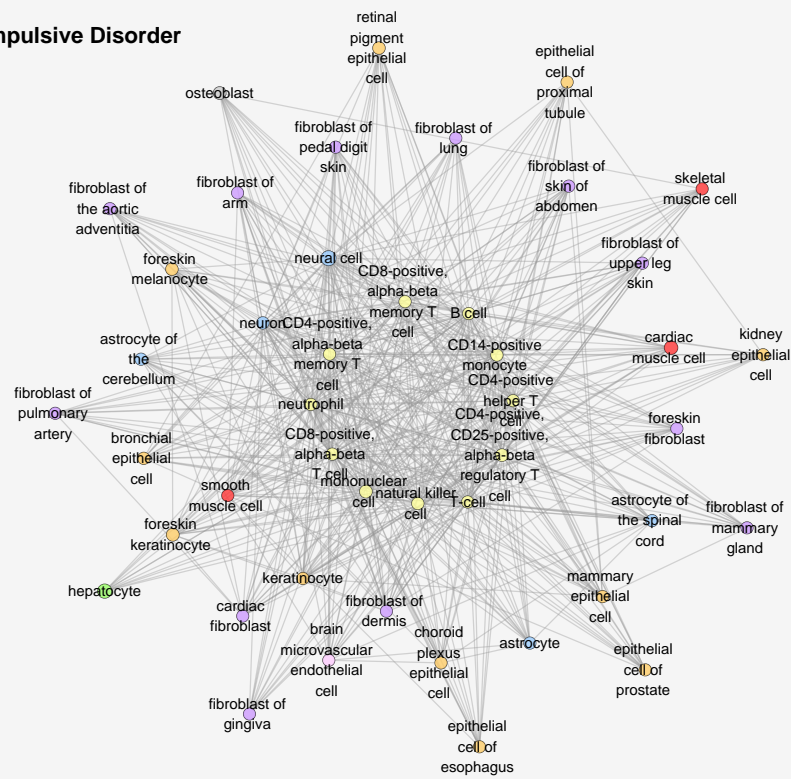 mpulsive Disorder
retinal
pigment
epithelial
cell
epithelial
cell of
proximal
tubule
osteoblast
fibroblast of
pedal digit
skin
fibroblast of
lung
fibroblast of
skin of
abdomen
skeletal
muscle cell
fibroblast of
the aortic
adventitia
fibroblast of
arm
foreskin
melanocyte
neural cell
fibroblast of
upper leg
skin
CD8-positive,
alpha-beta
memory T
cell
B cell
neuron
CD4-positive,
alpha-beta
memory T
cell
CD14-positive
monocyte
cardiac
muscle cell
kidney
epithelial
cell
astrocyte of
the
cerebellum
CD4-positive
helper T
cell
fibroblast of
pulmonary
artery
neutrophil
CD4-positive,
CD25-positive,
alpha-beta
regulatory T
cell
foreskin
fibroblast
bronchial
epithelial
cell
CD8-positive,
alpha-beta
T cell
smooth
muscle cell
mononuclear
cell
natural killer
cell
T-cell
astrocyte of
the spinal
cord
fibroblast of
mammary
gland
foreskin
keratinocyte
hepatocyte
keratinocyte
mammary
epithelial
cell
cardiac
fibroblast
fibroblast of
dermis
brain
microvascular
endothelial
cell
choroid
plexus
epithelial
cell
astrocyte
epithelial
cell of
prostate
fibroblast of
gingiva
epithelial
cell of
esophagus